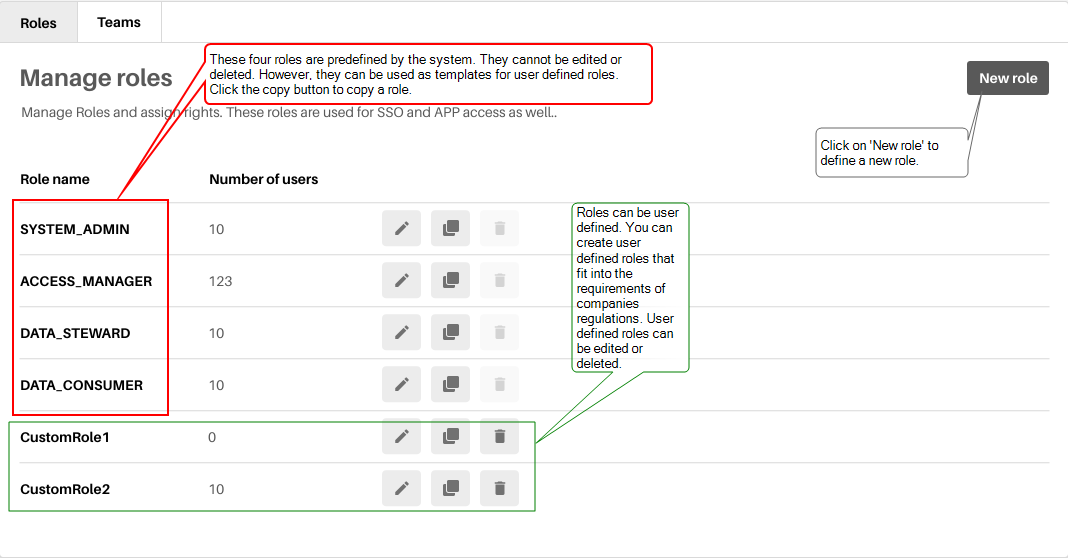 Roles
Teams
These four roles are predefined by the system. They cannot be edited or
deleted. However, they can be used as templates for user defined roles.
Click the copy button to copy a role.
Manage roles
New role
Manage Roles and assign rights. These roles are used for SSO and APP access as well..
Click on 'New role' to
define a new role.
Role name
Number of users
Roles can be user
defined. You can
create user
defined roles that
fit into the
requirements of
companies
regulations. User
defined roles can
be edited or
deleted.
SYSTEM_ADMIN 10
ACCESS_MANAGER 123
DATA_STEWARD 10
DATA_CONSUMER 10
CustomRole1 0
CustomRole2 10